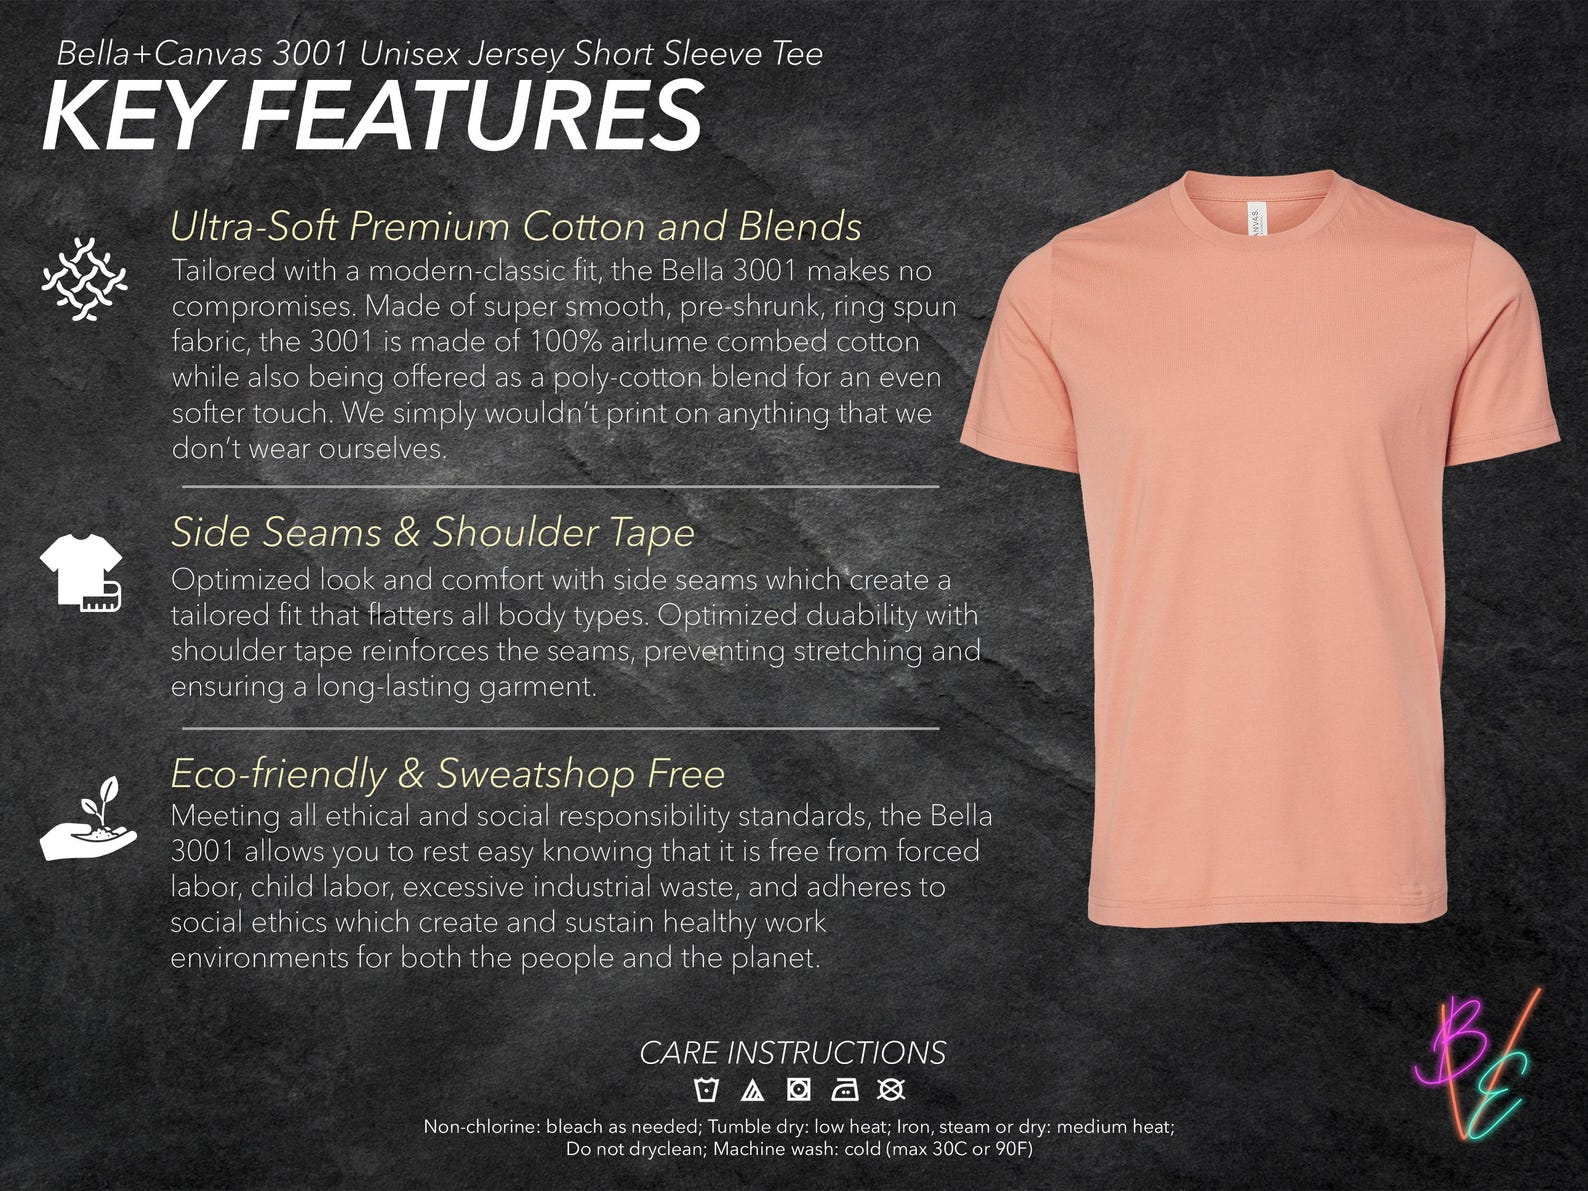 Bella+Canvas 3001 Unisex Jersey Short Sleeve Tee
KEY FEATURES
Ultra-Soft Premium Cotton and Blends
Tailored with a modern-classic fit, the Bella 3001 makes no
compromises. Made of super smooth, pre-shrunk, ring spun
fabric, the 3001 is made of 100% airlume combed cotton
while also being offered as a poly-cotton blend for an even
softer touch. We simply wouldn't print on anything that we
don't wear ourselves.
Side Seams & Shoulder Tape
Optimized look and comfort with side seams which create a
tailored fit that flatters all body types. Optimized duability with
shoulder tape reinforces the seams, preventing stretching and
ensuring a long-lasting garment.
Eco-friendly & Sweatshop Free
Meeting all ethical and social responsibility standards, the Bella
3001 allows you to rest easy knowing that it is free from forced
labor, child labor, excessive industrial waste, and adheres to
social ethics which create and sustain healthy work
environments for both the people and the planet.
CARE INSTRUCTIONS
Non-chlorine: bleach as needed; Tumble dry: low heat; Iron, steam or dry: medium heat;
Do not dryclean; Machine wash: cold (max 30C or 90F)
B/E